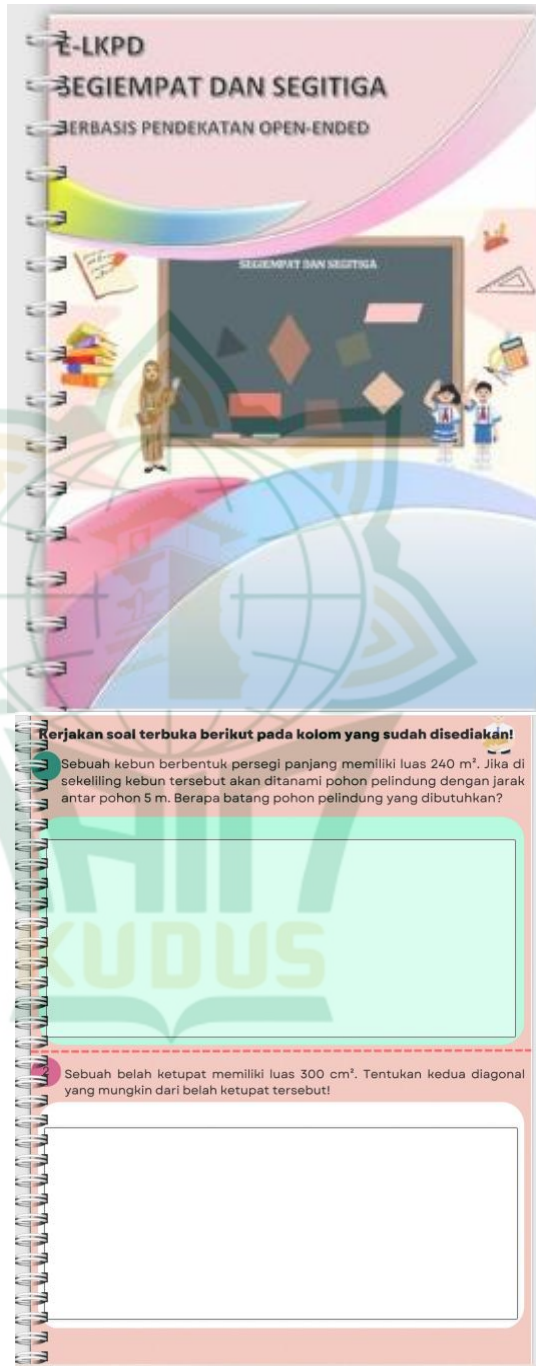 E-LKPD
SEGIEMPAT DAN SEGITIGA
BERBASIS PENDEKATAN OPEN-ENDED
SEGIEMPAT DAN SEGITIGA
Kerjakan soal terbuka berikut pada kolom yang sudah disediakan!
Sebuah kebun berbentuk persegi panjang memiliki luas 240 m². Jika di
sekeliling kebun tersebut akan ditanami pohon pelindung dengan jarak
antar pohon 5 m. Berapa batang pohon pelindung yang dibutuhkan?
KUDUS
2 Sebuah belah ketupat memiliki luas 300 cm². Tentukan kedua diagonal
yang mungkin dari belah ketupat tersebut!